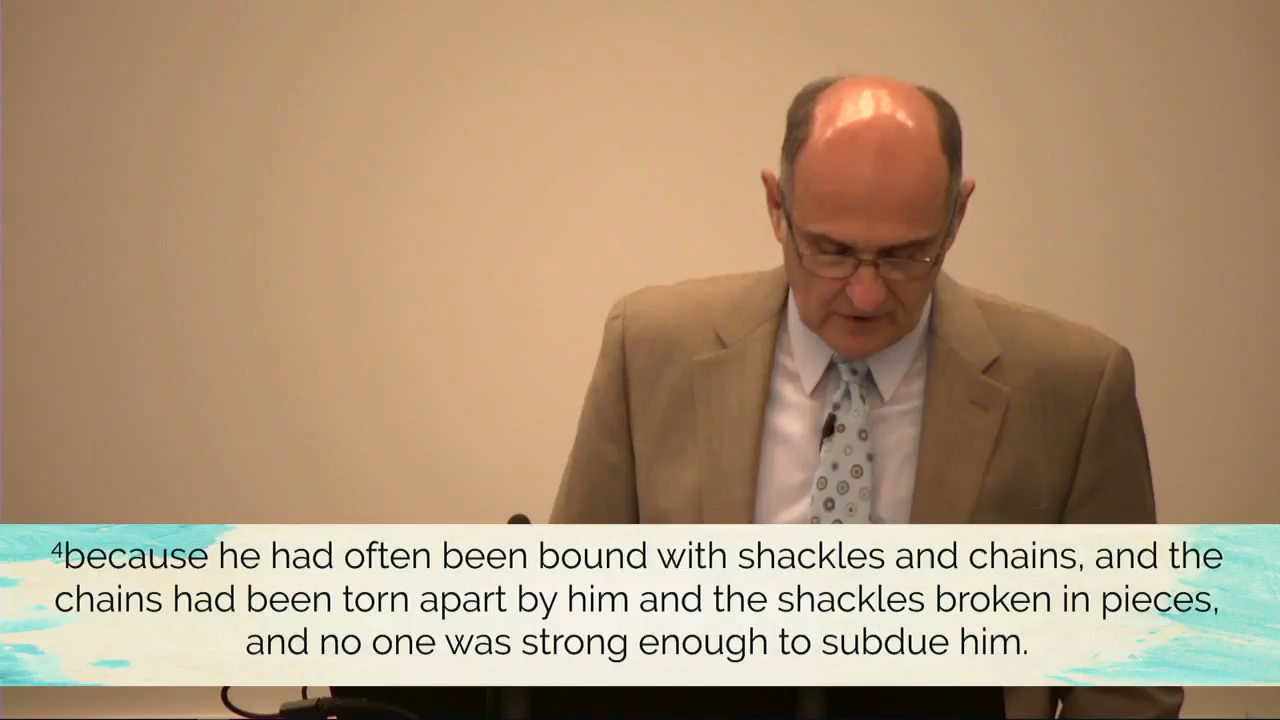 ⁴because he had often been bound with shackles and chains, and the
chains had been torn apart by him and the shackles broken in pieces,
and no one was strong enough to subdue him.